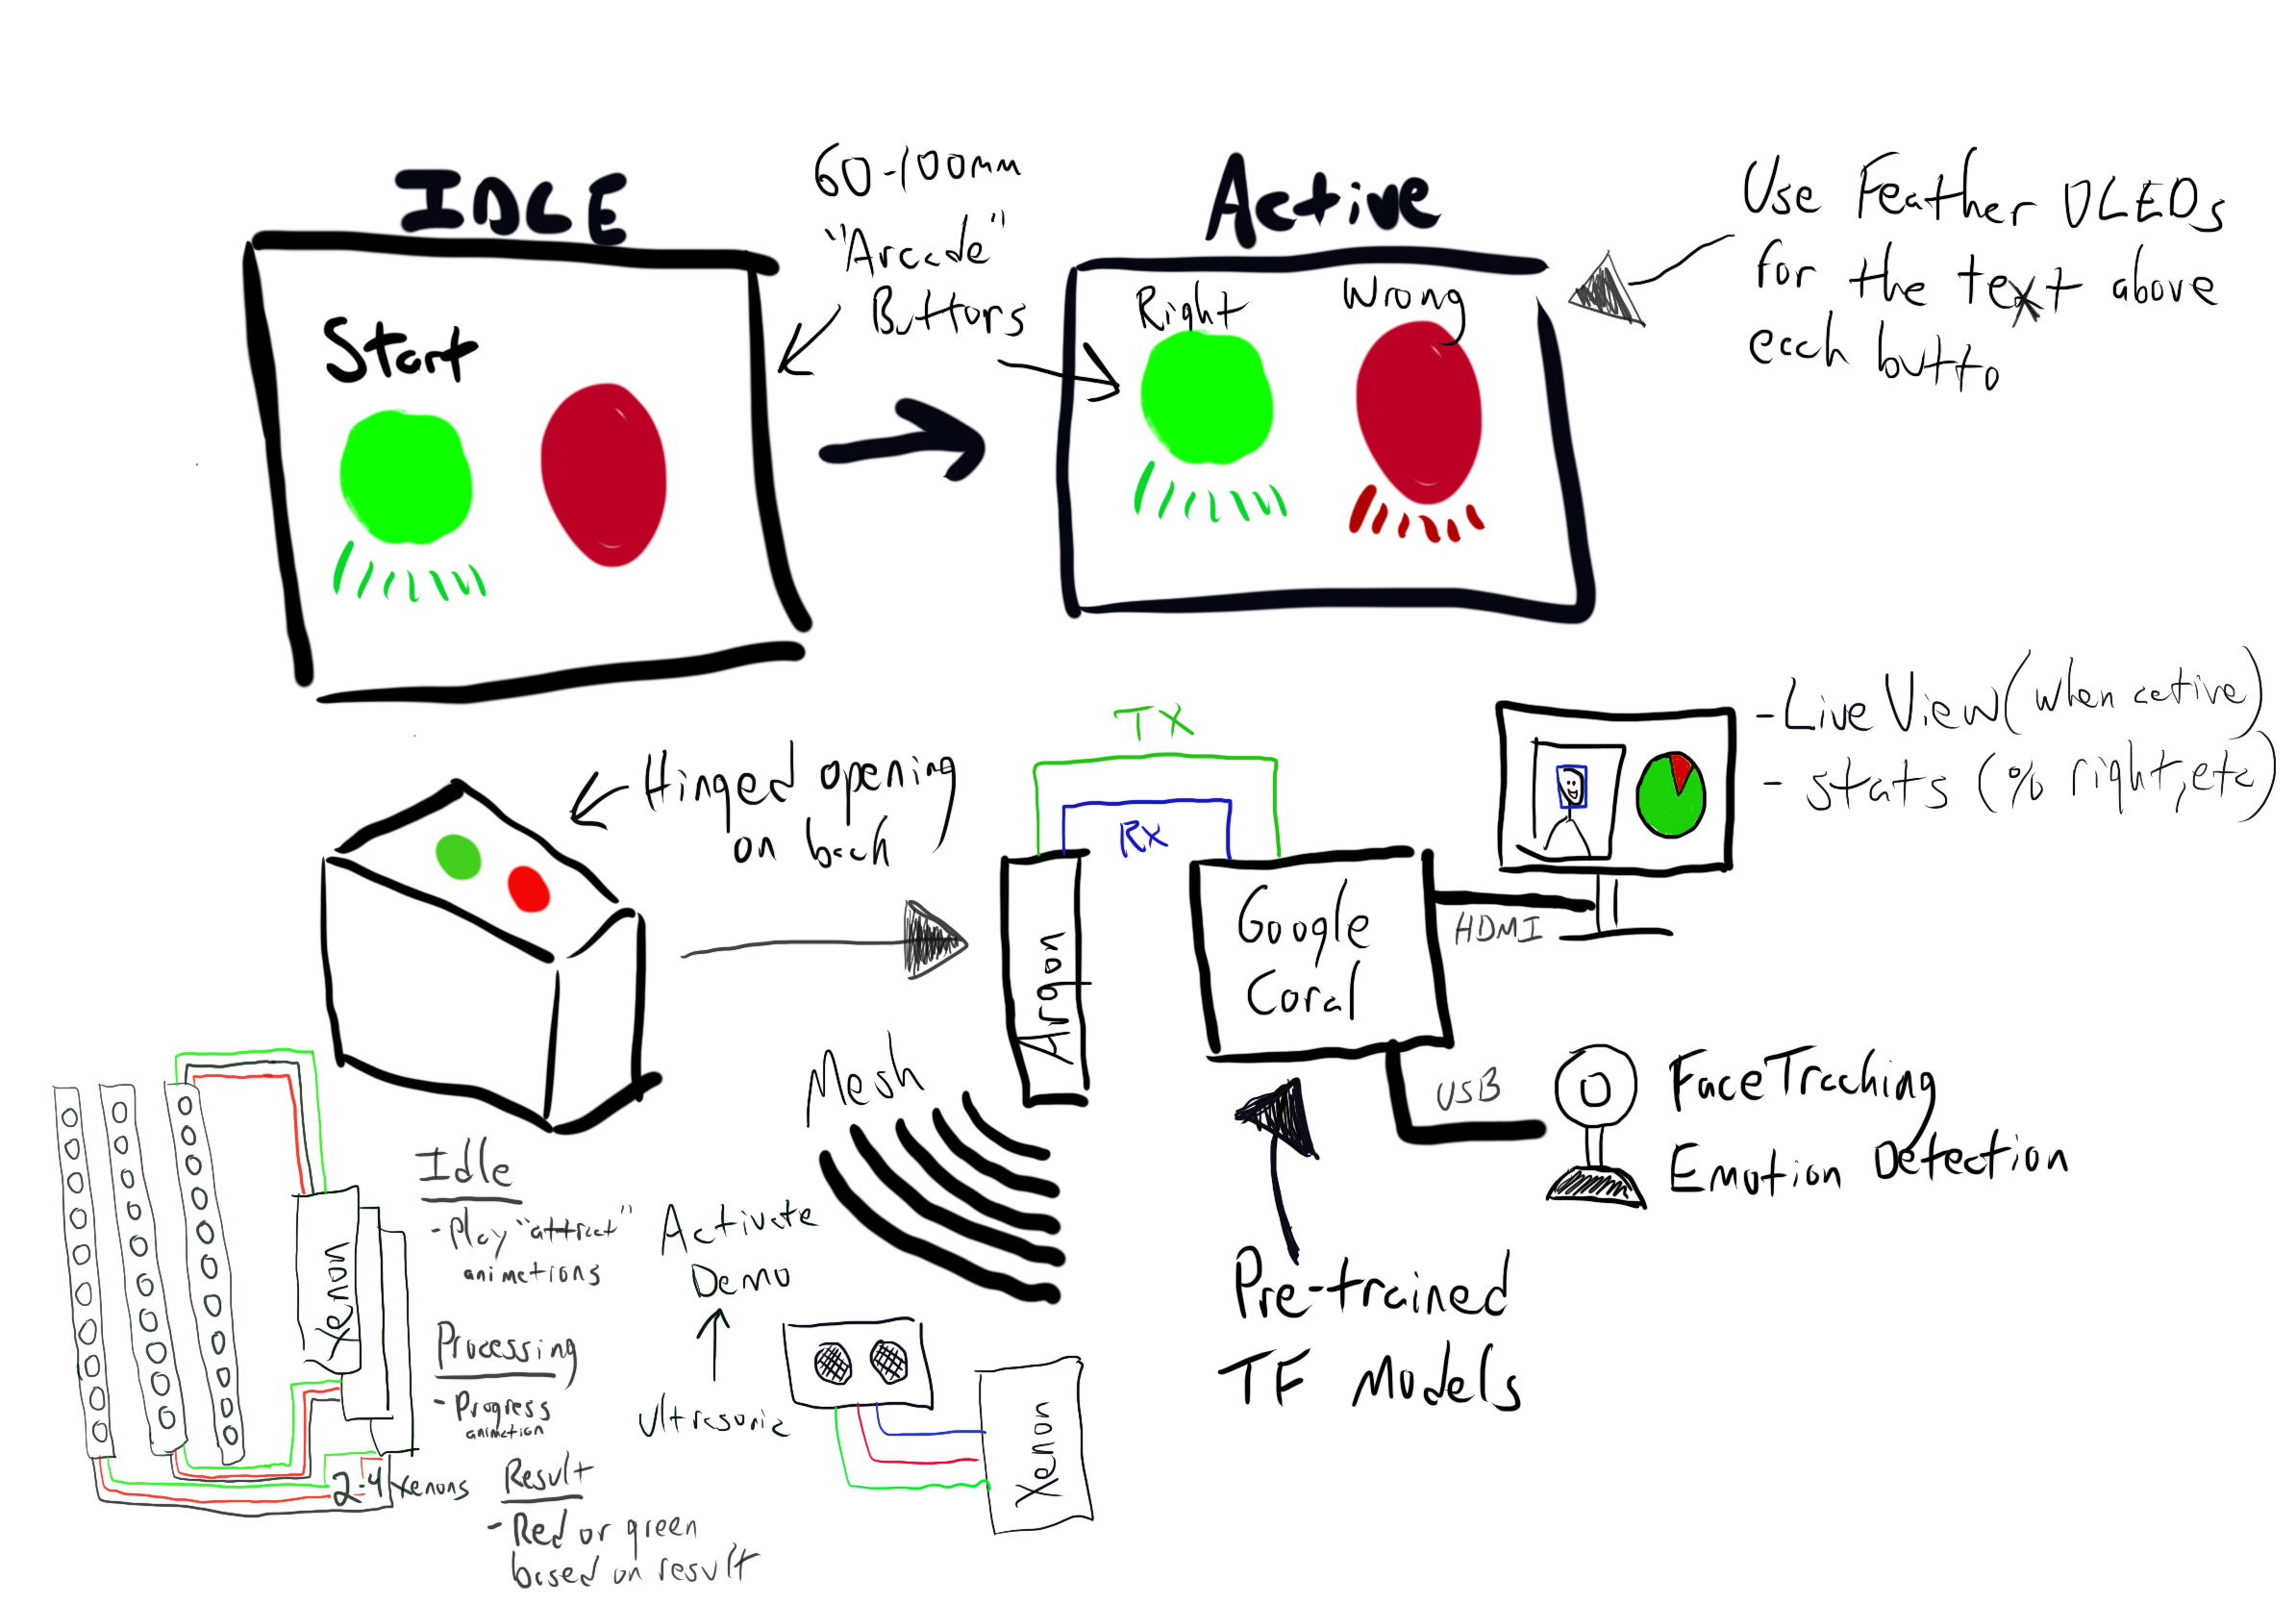 IDLE
Start
60-100mm
"Arcade"
Buttons
Active
Right
Wrong
Use Feather OLEDs
for the text above
each butto
Hinged opening
on back
TX
RX
Argon
Google
Coral
HDMI
- Live View (when active)
- stats (% right, etc)
USB
Face Tracking
Emotion Detection
Pre-trained
TF Models
Mesh
Activate
Demo
Ultrasonic
Xenon
Xenon
2-4 Xenons
Idle
- Play "attract"
animations
Processing
- Progress
animation
Result
- Red or green
based on result